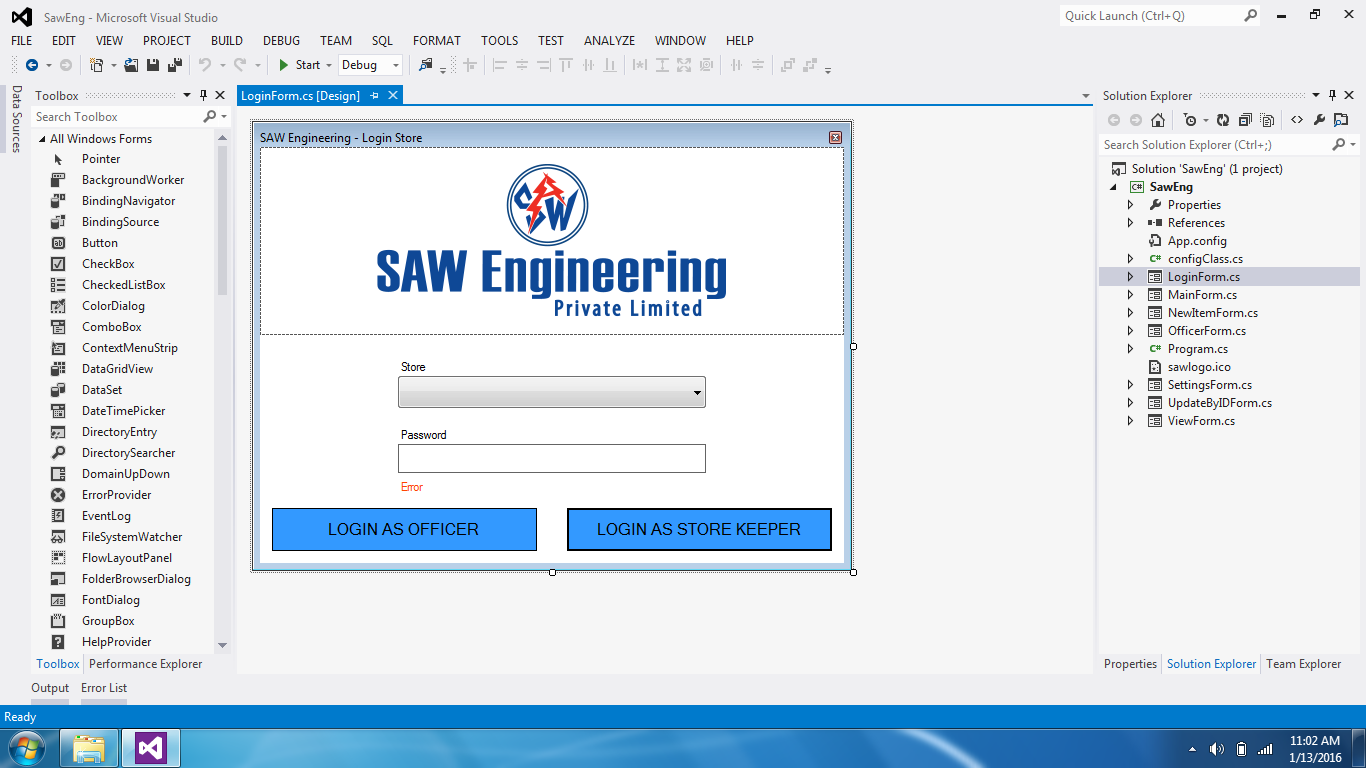 SawEng - Microsoft Visual Studio
Quick Launch (Ctrl+Q)
FILE EDIT VIEW PROJECT BUILD DEBUG TEAM SQL FORMAT TOOLS TEST ANALYZE WINDOW HELP
Start Debug
Data Sources
Toolbox
Search Toolbox
All Windows Forms
Pointer
BackgroundWorker
BindingNavigator
BindingSource
Button
CheckBox
CheckedListBox
ColorDialog
ComboBox
ContextMenuStrip
DataGridView
DataSet
DateTimePicker
DirectoryEntry
DirectorySearcher
DomainUpDown
ErrorProvider
EventLog
FileSystemWatcher
FlowLayoutPanel
FolderBrowserDialog
FontDialog
GroupBox
HelpProvider
Toolbox Performance Explorer
Output Error List
LoginForm.cs [Design]
SAW Engineering - Login Store
SAW
SAW Engineering
Private Limited
Store
Password
Error
LOGIN AS OFFICER
LOGIN AS STORE KEEPER
Solution Explorer
Search Solution Explorer (Ctrl+;)
Solution 'SawEng' (1 project)
C# SawEng
Properties
References
App.config
C# configClass.cs
LoginForm.cs
MainForm.cs
NewItemForm.cs
OfficerForm.cs
C# Program.cs
sawlogo.ico
SettingsForm.cs
UpdateByIDForm.cs
ViewForm.cs
Properties Solution Explorer Team Explorer
Ready
11:02 AM
1/13/2016